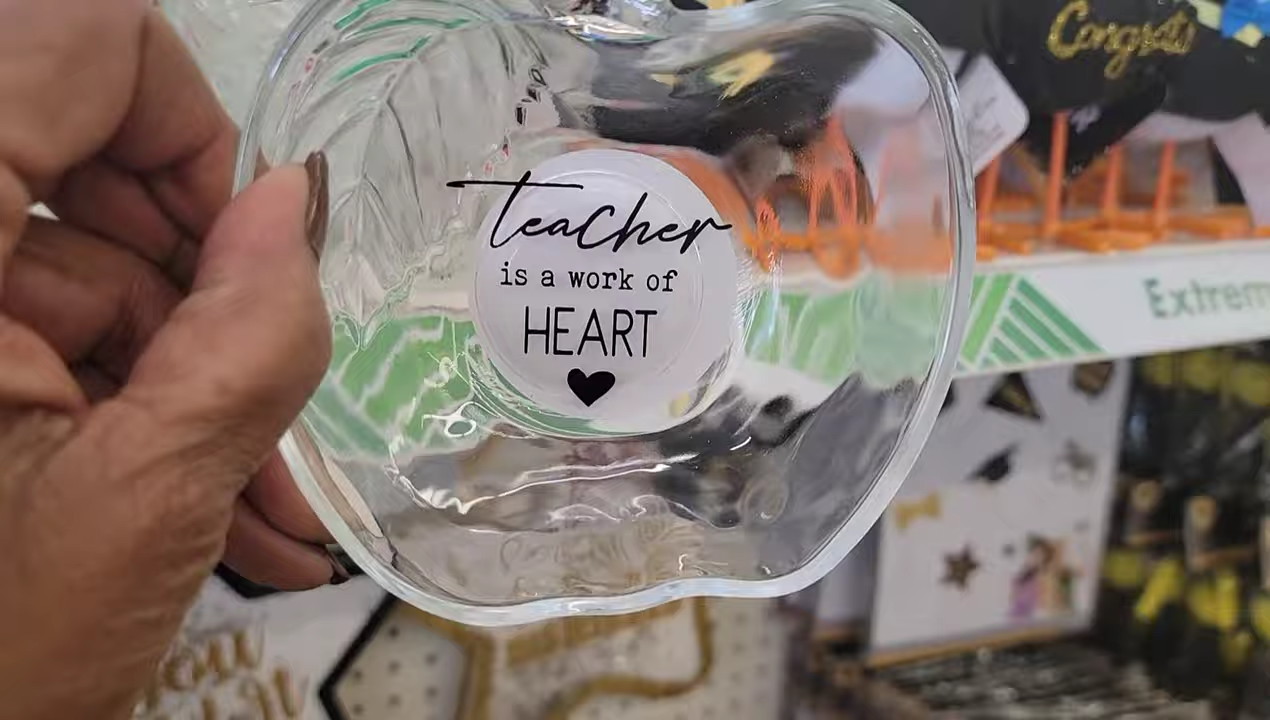 Congrats
teacher
is a work of
HEART
Extrem